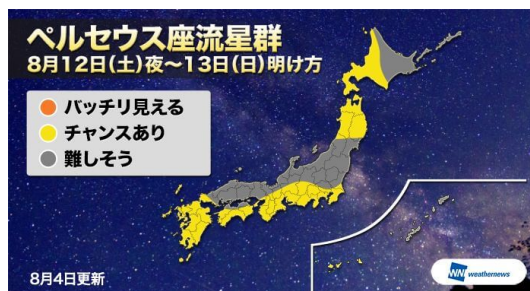 ペルセウス座流星群
8月12日(土)夜～13日(日)明け方
バッチリ見える
チャンスあり
難しそう
8月4日更新
WN weathernews